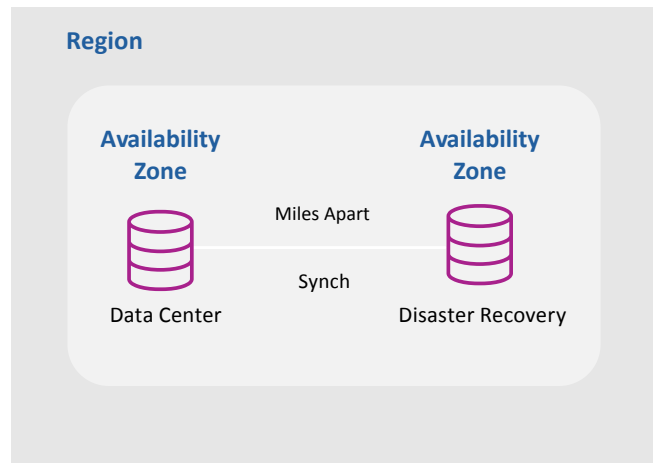 Region
Availability
Zone
Availability
Zone
Miles Apart
Synch
Data Center
Disaster Recovery